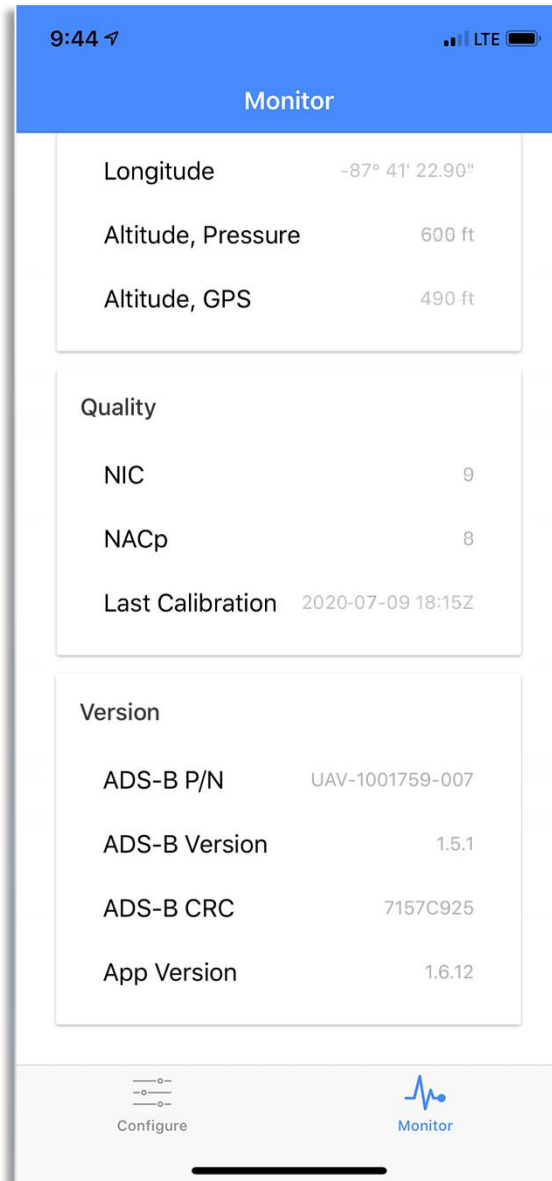 9:44 LTE
Monitor
Longitude -87° 41' 22.90"
Altitude, Pressure 600 ft
Altitude, GPS 490 ft
Quality
NIC 9
NACp 8
Last Calibration 2020-07-09 18:15Z
Version
ADS-B P/N UAV-1001759-007
ADS-B Version 1.5.1
ADS-B CRC 7157C925
App Version 1.6.12
Configure Monitor